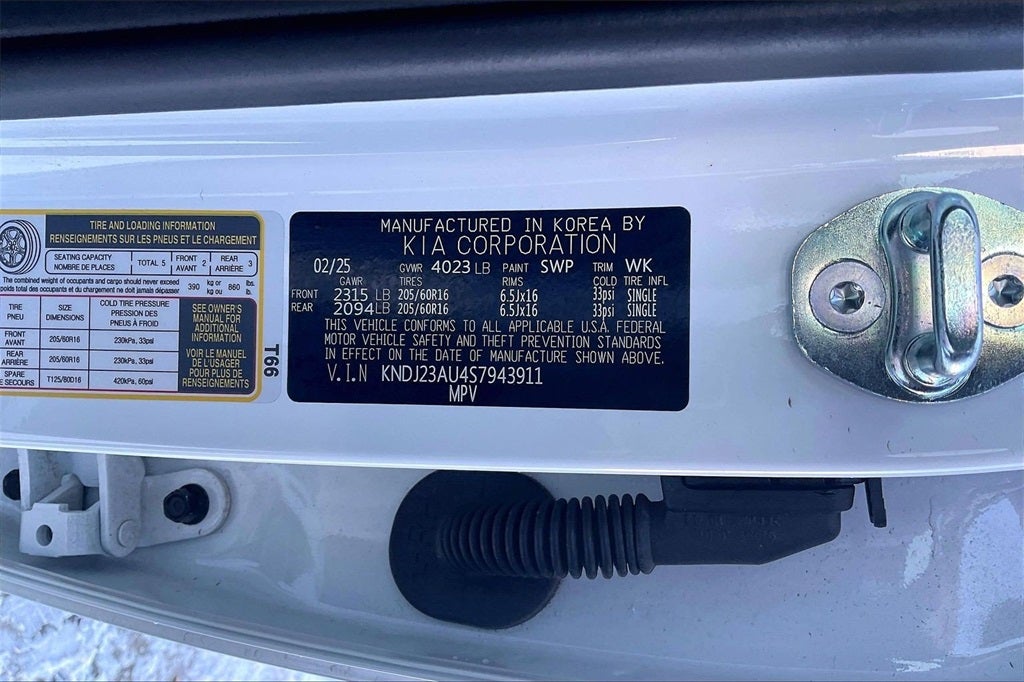 TIRE AND LOADING INFORMATION
RENSEIGNEMENTS SUR LES PNEUS ET LE CHARGEMENT
SEATING CAPACITY
NOMBRE DE PLACES
TOTAL 5
FRONT
AVANT 2
REAR
ARRIÈRE 3
The combined weight of occupants and cargo should never exceed
Le poids total des occupants et du chargement ne doit jamais dépasser
390 kg or kg ou 860 lbs. lb.
TIRE
PNEU
SIZE
DIMENSIONS
COLD TIRE PRESSURE
PRESSION DES
PNEUS À FROID
FRONT
AVANT
205/60R16
230kPa, 33psi
REAR
ARRIÈRE
205/60R16
230kPa, 33psi
SPARE
DE SECOURS
T125/80D16
420kPa, 60psi
SEE OWNER'S
MANUAL FOR
ADDITIONAL
INFORMATION
VOIR LE MANUEL
DE L'USAGER
POUR PLUS DE
RENSEIGNEMENTS
T66
MANUFACTURED IN KOREA BY
KIA CORPORATION
02/25 GVWR 4023 LB PAINT SWP TRIM WK
GAWR TIRES RIMS COLD TIRE INFL
FRONT 2315 LB 205/60R16 6.5Jx16 33psi SINGLE
REAR 2094 LB 205/60R16 6.5Jx16 33psi SINGLE
THIS VEHICLE CONFORMS TO ALL APPLICABLE U.S.A. FEDERAL
MOTOR VEHICLE SAFETY AND THEFT PREVENTION STANDARDS
IN EFFECT ON THE DATE OF MANUFACTURE SHOWN ABOVE.
V.I.N KNDJ23AU4S7943911
MPV